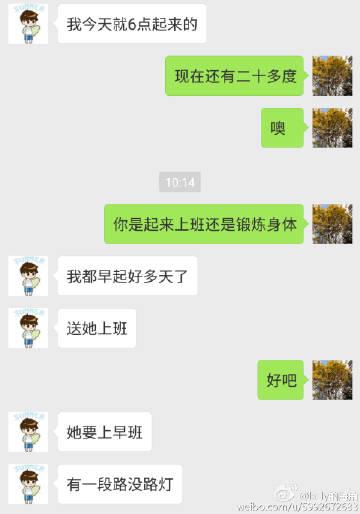 我今天就6点起来的
现在还有二十多度
噢
10:14
你是起来上班还是锻炼身体
我都早起好多天了
送她上班
好吧
她要上早班
有一段路没路灯
weibo.com/u/5992672683